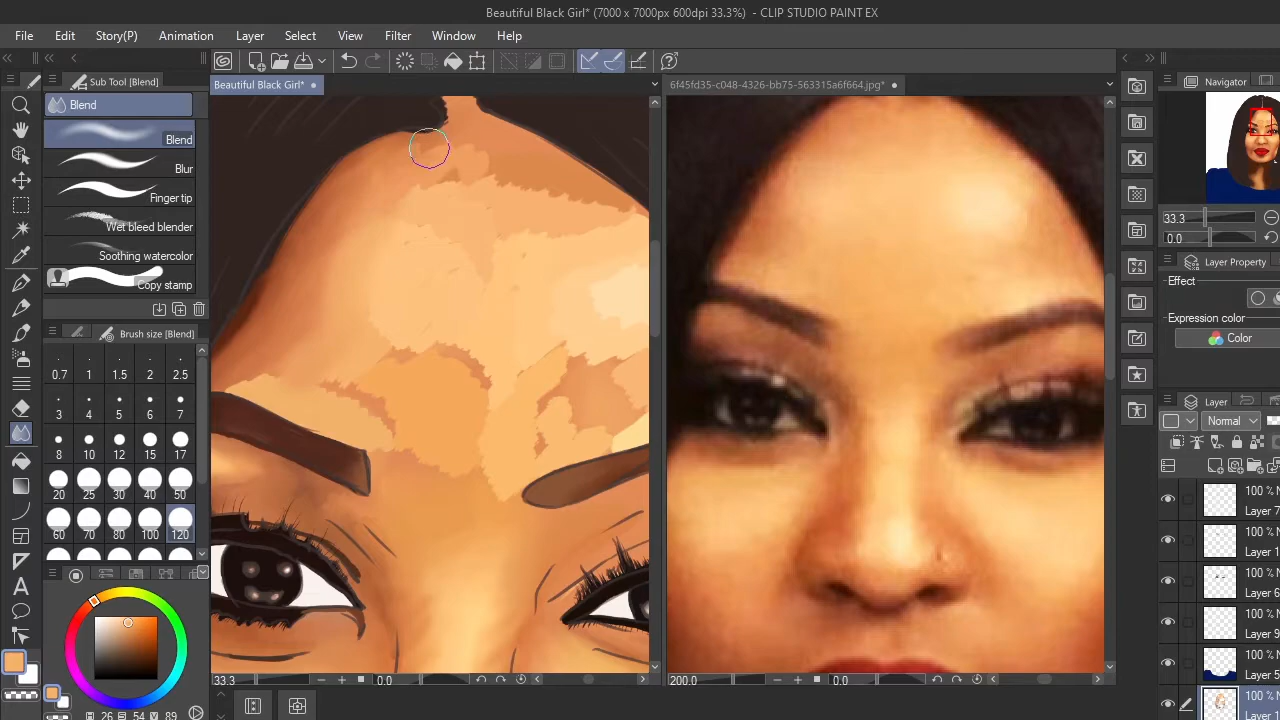 Beautiful Black Girl* (7000 x 7000px 600dpi 33.3%) - CLIP STUDIO PAINT EX
File Edit Story(P) Animation Layer Select View Filter Window Help
Sub Tool [Blend]
Beautiful Black Girl*
6f45fd35-c048-4326-bb75-563315a6f664.jpg*
Navigator
Blend
Blend
Blur
Finger tip
Wet bleed blender
Soothing watercolor
Copy stamp
33.3
0.0
Layer Property
Effect
Expression color
Color
Brush size [Blend]
0.7 1 1.5 2 2.5
3 4 5 6 7
8 10 12 15 17
20 25 30 40 50
60 70 80 100 120
Layer
Normal
100 % N
Layer 7
100 % N
Layer
100 % N
Layer 6
100 % N
Layer 9
100 % N
Layer 5
100 % N
Layer 1
33.3 0.0
200.0 0.0
H 26 S 54 V 89
A